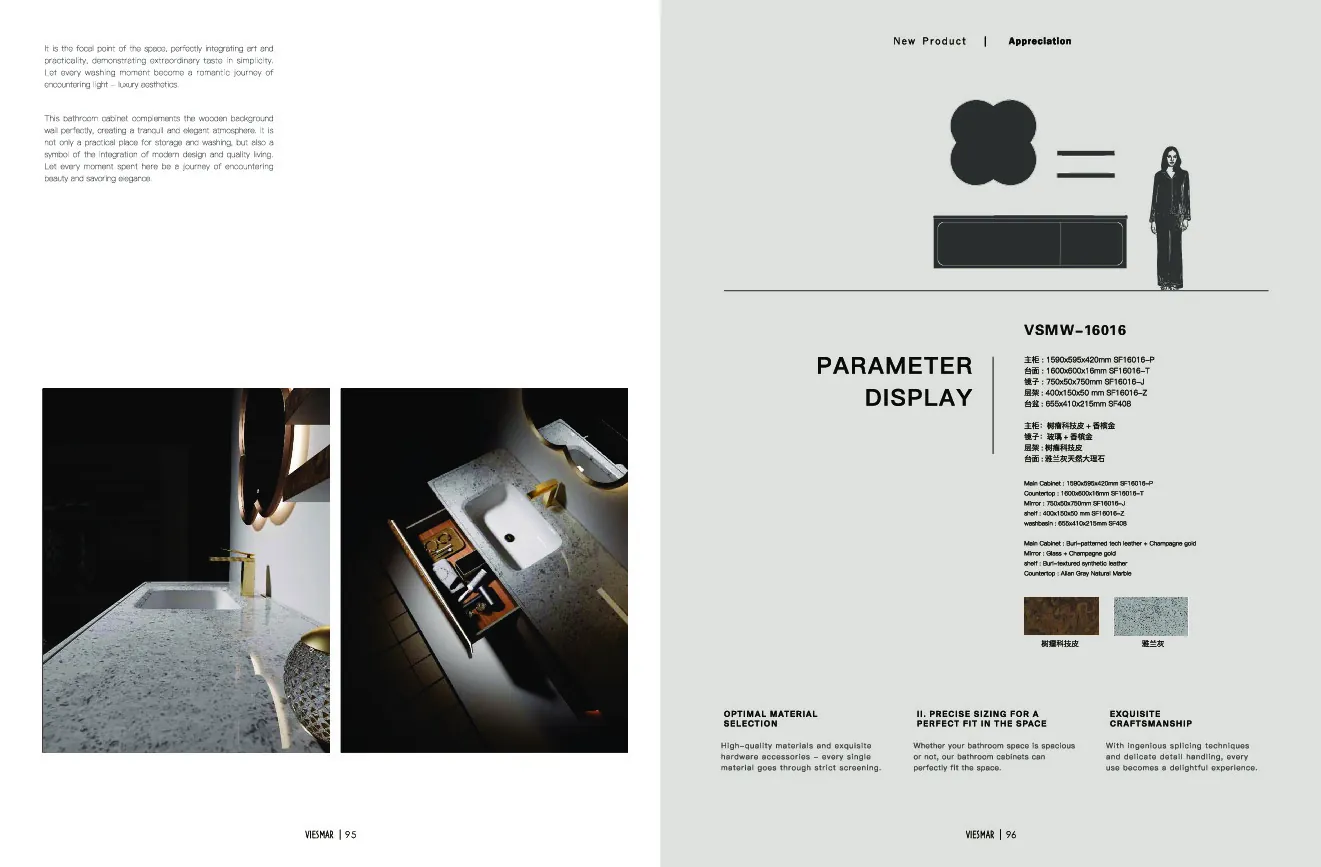 It is the focal point of the space, perfectly integrating art and
practicality, demonstrating extraordinary taste in simplicity.
Let every washing moment become a romantic journey of
encountering light - luxury aesthetics.
This bathroom cabinet complements the wooden background
wall perfectly, creating a tranquil and elegant atmosphere. It is
not only a practical place for storage and washing, but also a
symbol of the integration of modern design and quality living.
Let every moment spent here be a journey of encountering
beauty and savoring elegance.
VIESMAR | 95
New Product | Appreciation
PARAMETER
DISPLAY
VSMW-16016
主柜 : 1590x595x420mm SF16016-P
台面 : 1600x600x16mm SF16016-T
镜子 : 750x50x750mm SF16016-J
层架 : 400x150x50 mm SF16016-Z
台盆 : 655x410x215mm SF408
主柜：树瘤科技皮 + 香槟金
镜子：玻璃 + 香槟金
层架 : 树瘤科技皮
台面 : 雅兰灰天然大理石
Main Cabinet : 1590x595x420mm SF16016-P
Countertop : 1600x600x16mm SF16016-T
Mirror : 750x50x750mm SF16016-J
shelf : 400x150x50 mm SF16016-Z
washbasin : 655x410x215mm SF408
Main Cabinet : Burl-patterned tech leather + Champagne gold
Mirror : Glass + Champagne gold
shelf : Burl-textured synthetic leather
Countertop : Allan Gray Natural Marble
树瘤科技皮
雅兰灰
OPTIMAL MATERIAL
SELECTION
High-quality materials and exquisite
hardware accessories - every single
material goes through strict screening.
II. PRECISE SIZING FOR A
PERFECT FIT IN THE SPACE
Whether your bathroom space is spacious
or not, our bathroom cabinets can
perfectly fit the space.
EXQUISITE
CRAFTSMANSHIP
With ingenious splicing techniques
and delicate detail handling, every
use becomes a delightful experience.
VIESMAR | 96